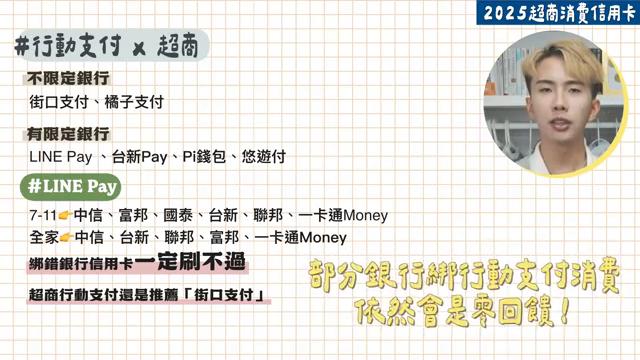 2025超商消費信用卡
#行動支付 x 超商
不限定銀行
街口支付、橘子支付
有限定銀行
LINE Pay 、台新Pay、Pi錢包、悠遊付
#LINE Pay
7-11👉中信、富邦、國泰、台新、聯邦、一卡通Money
全家👉中信、台新、聯邦、富邦、一卡通Money
綁錯銀行信用卡一定刷不過
超商行動支付還是推薦「街口支付」
部分銀行綁行動支付消費
依然會是零回饋!